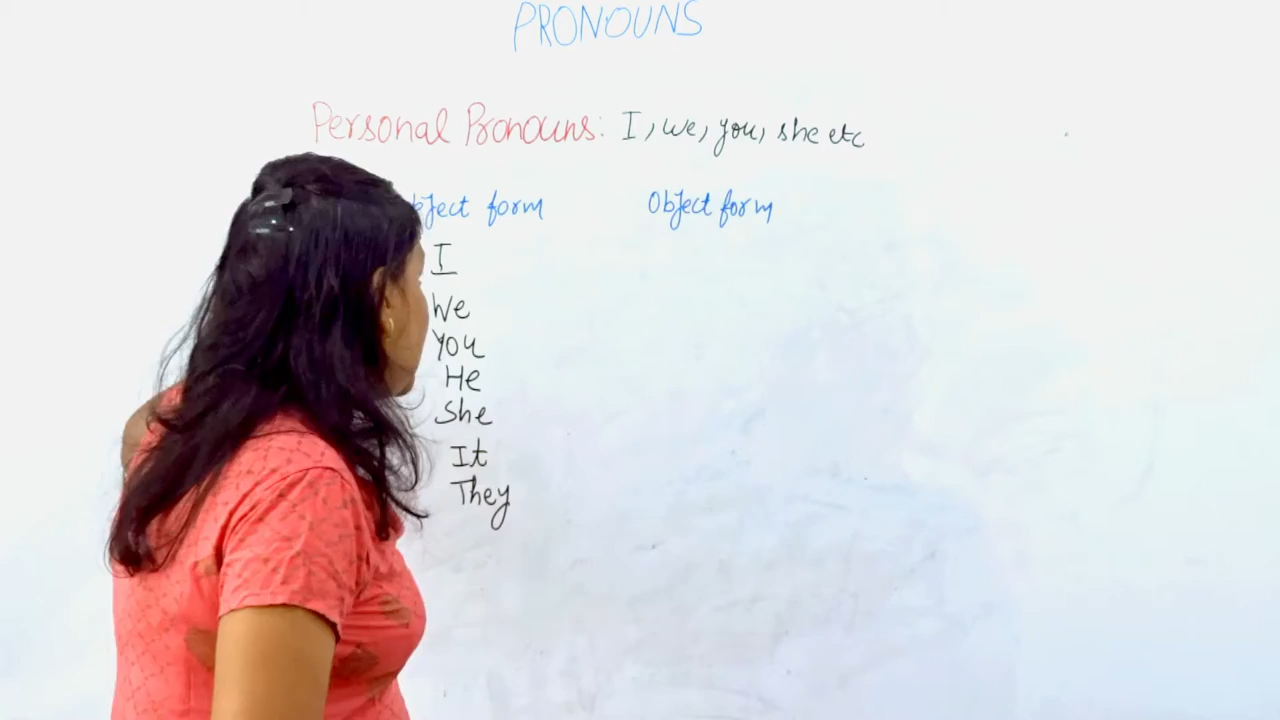 PRONOUNS
Personal Pronouns: I, we, you, she etc
form Object form
I
We
You
He
She
It
They